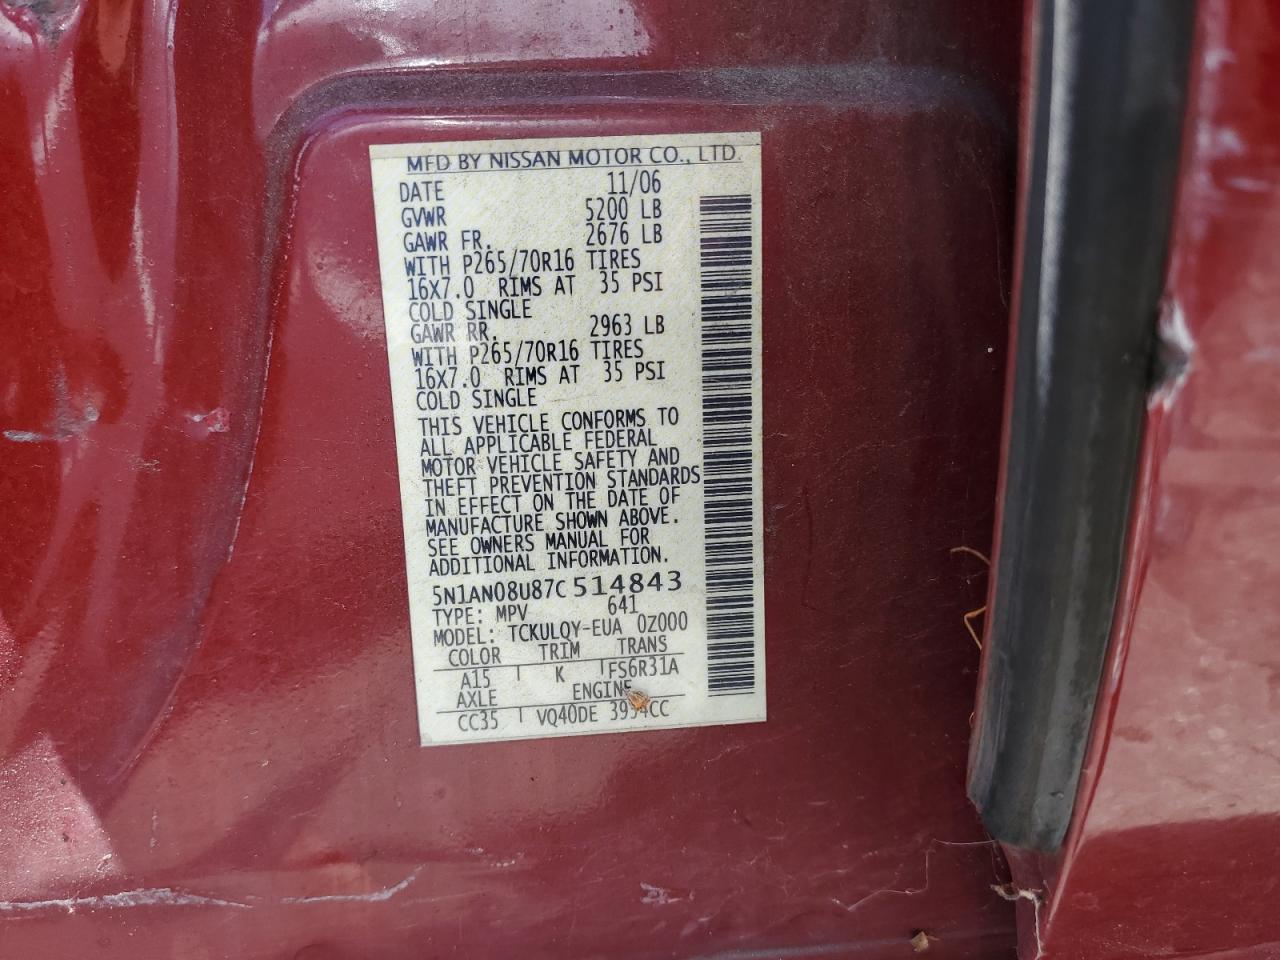 MFD BY NISSAN MOTOR CO., LTD.
DATE 11/06
GVWR 5200 LB
GAWR FR. 2676 LB
WITH P265/70R16 TIRES
16X7.0 RIMS AT 35 PSI
COLD SINGLE
GAWR RR. 2963 LB
WITH P265/70R16 TIRES
16X7.0 RIMS AT 35 PSI
COLD SINGLE
THIS VEHICLE CONFORMS TO
ALL APPLICABLE FEDERAL
MOTOR VEHICLE SAFETY AND
THEFT PREVENTION STANDARDS
IN EFFECT ON THE DATE OF
MANUFACTURE SHOWN ABOVE.
SEE OWNERS MANUAL FOR
ADDITIONAL INFORMATION.
5N1AN08U87C514843
TYPE: MPV 641
MODEL: TCKULQY-EUA 0Z000
COLOR TRIM TRANS
A15 K FS6R31A
AXLE ENGINE
CC35 VQ40DE 3954CC